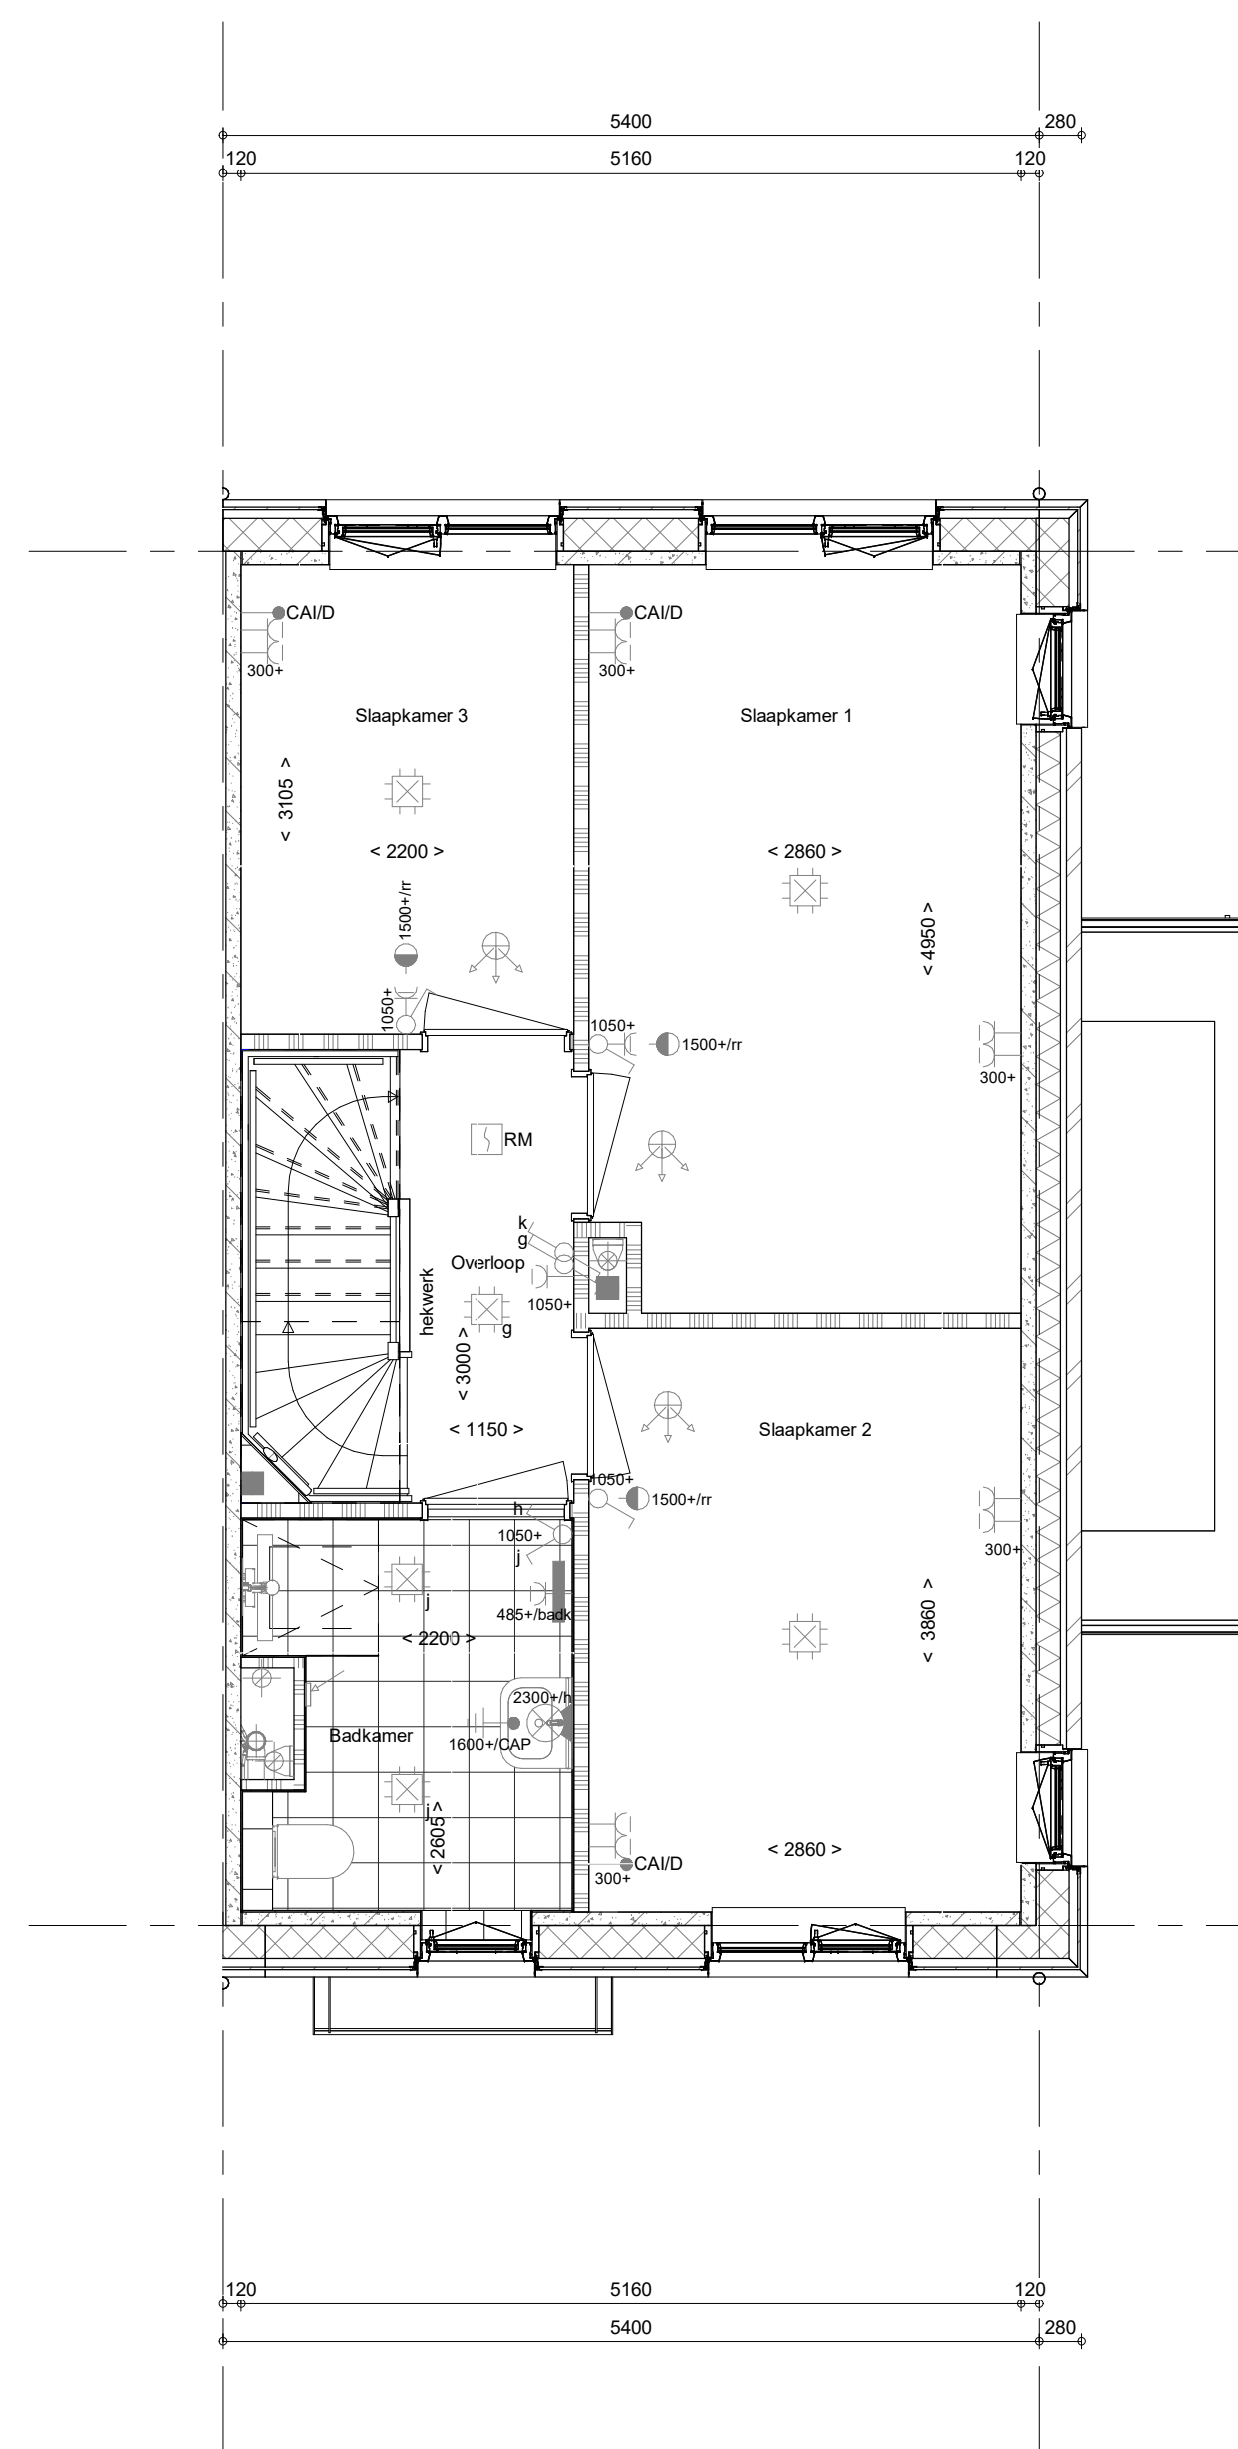 5400 280
120 5160 120
CAI/D CAI/D
300+ 300+
Slaapkamer 3 Slaapkamer 1
< 3105 >
< 2200 > < 2860 >
1500+/rr
< 4950 >
1050+
1050+
1500+/rr
300+
RM
k
g
Overloop
hekwerk
1050+
g
< 3000 >
< 1150 > Slaapkamer 2
1050+
1500+/rr
h
1050+
j
300+
j
485+/badk
< 2200 >
< 3860 >
2300+/h
Badkamer
1600+/CAP
j
< 2605 >
< 2860 >
CAI/D
300+
120 5160 120
5400 280